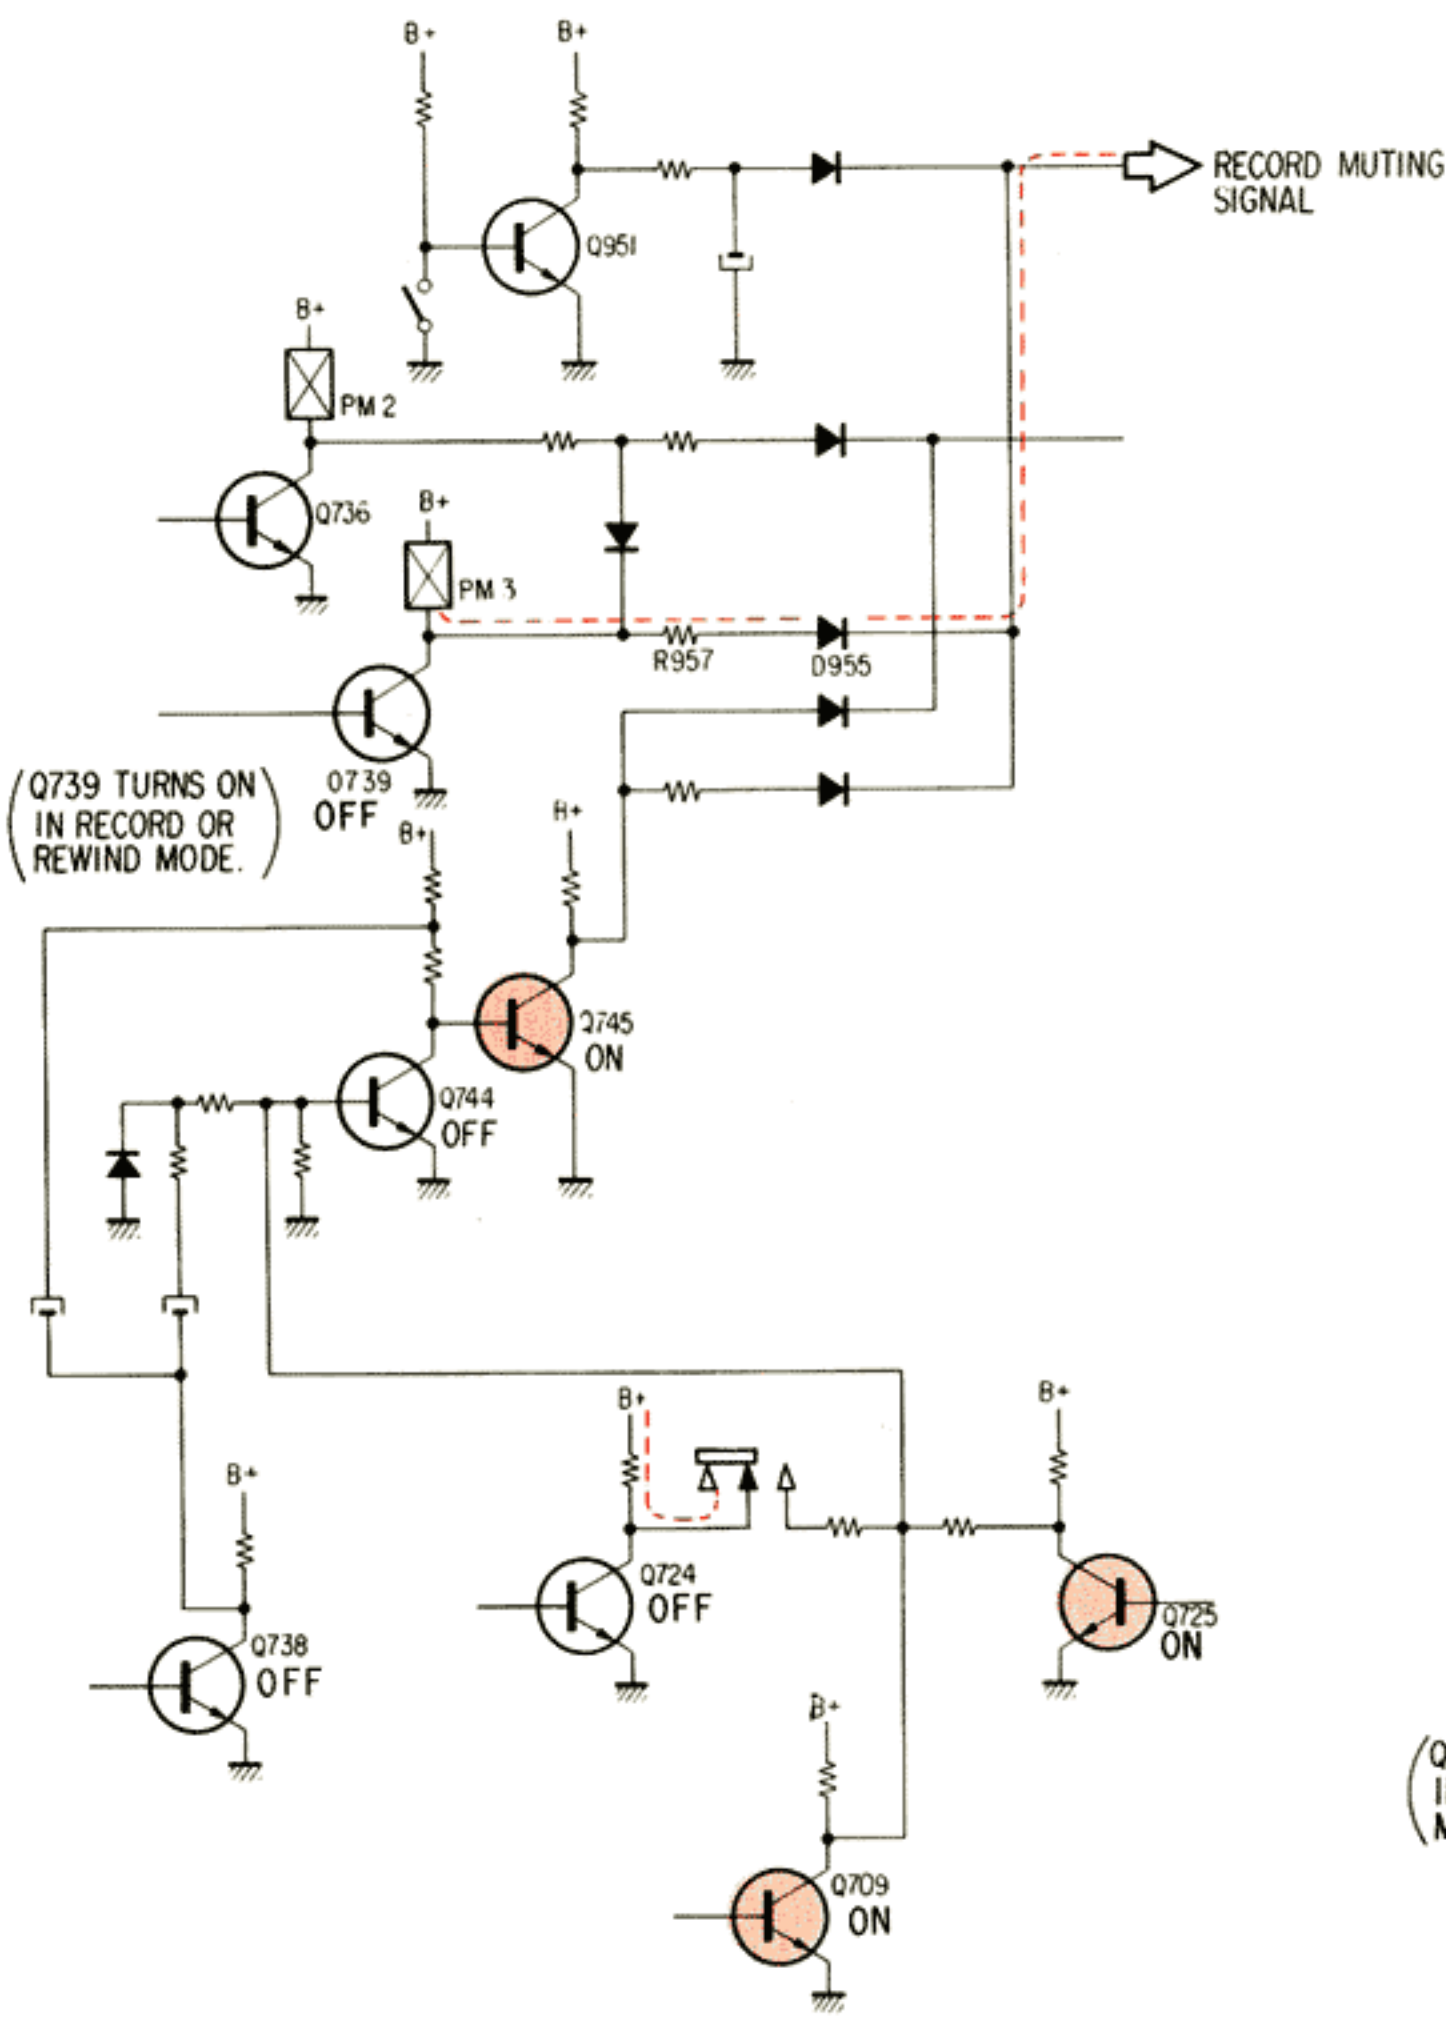 B+
B+
RECORD MUTING
SIGNAL
Q951
B+
PM 2
Q736
B+
PM 3
R957
D955
Q739 TURNS ON
IN RECORD OR
REWIND MODE.
Q739
OFF
B+
B+
Q745
ON
Q744
OFF
B+
B+
B+
Q724
OFF
Q725
ON
Q738
OFF
B+
Q709
ON
Q